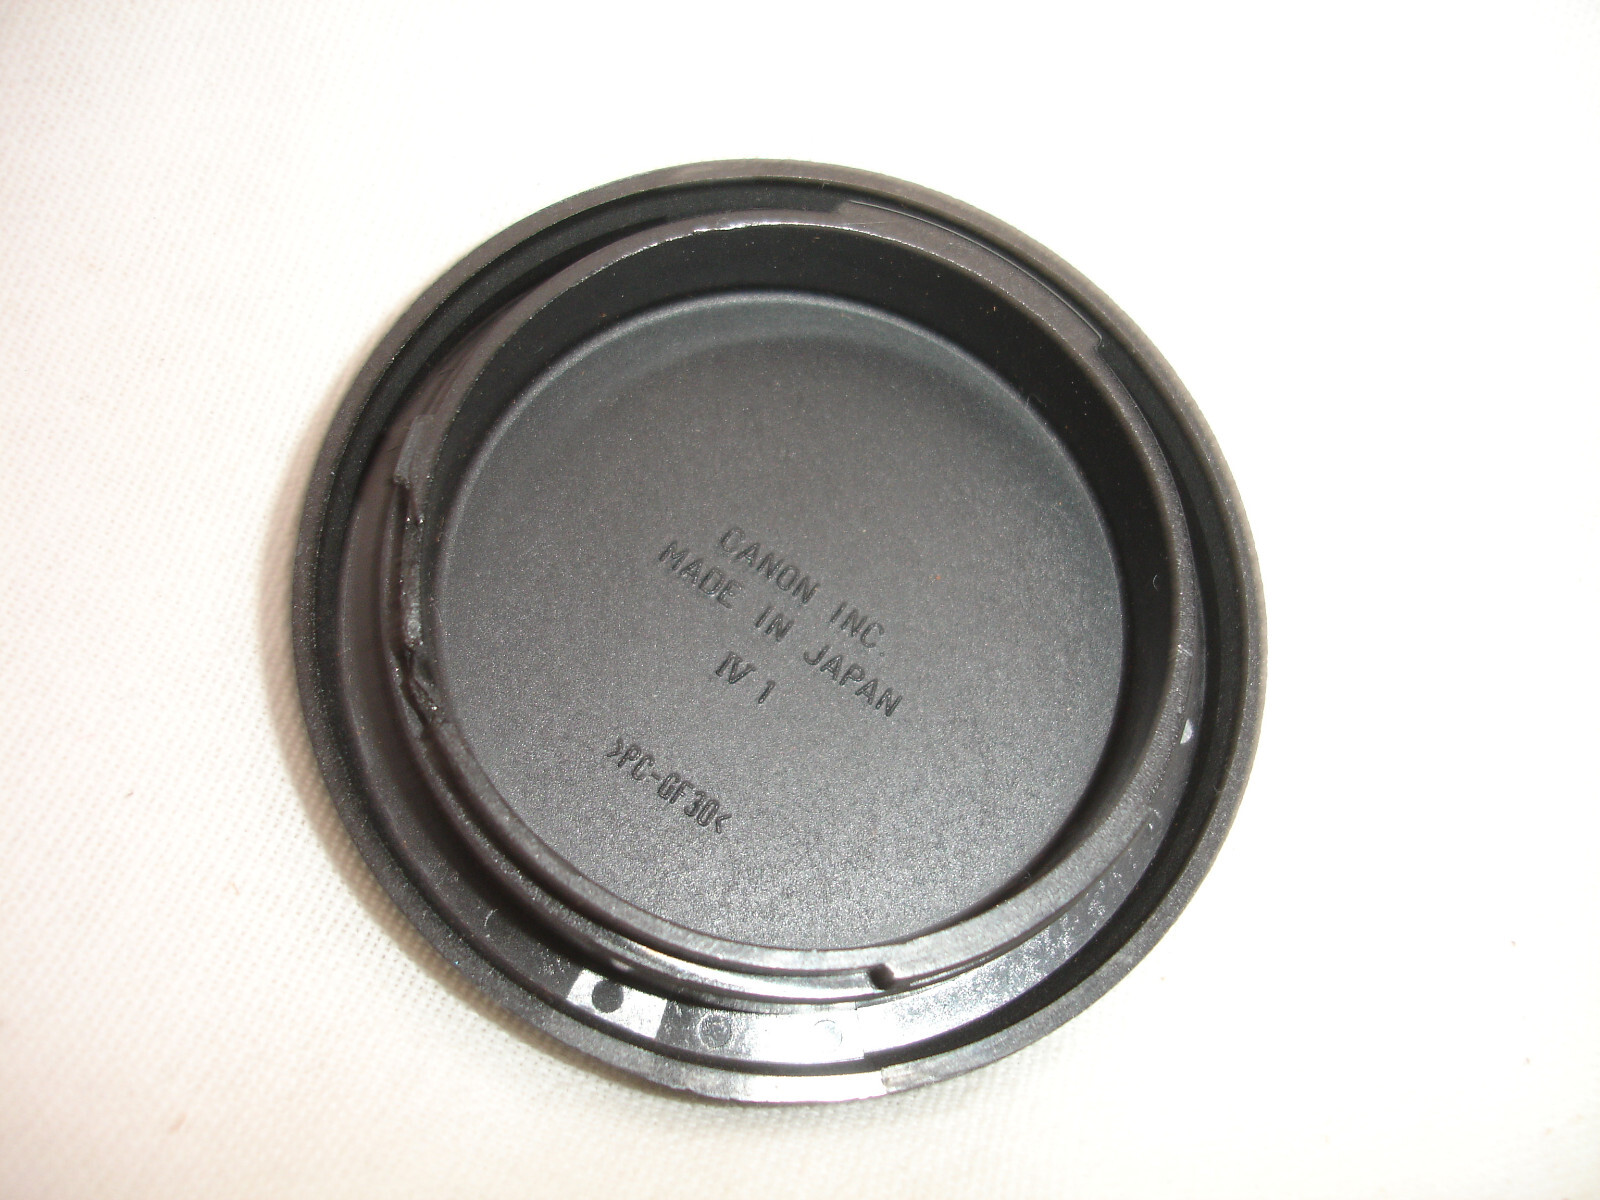 CANON INC.
MADE IN JAPAN
IV 1
>PC-GF30<